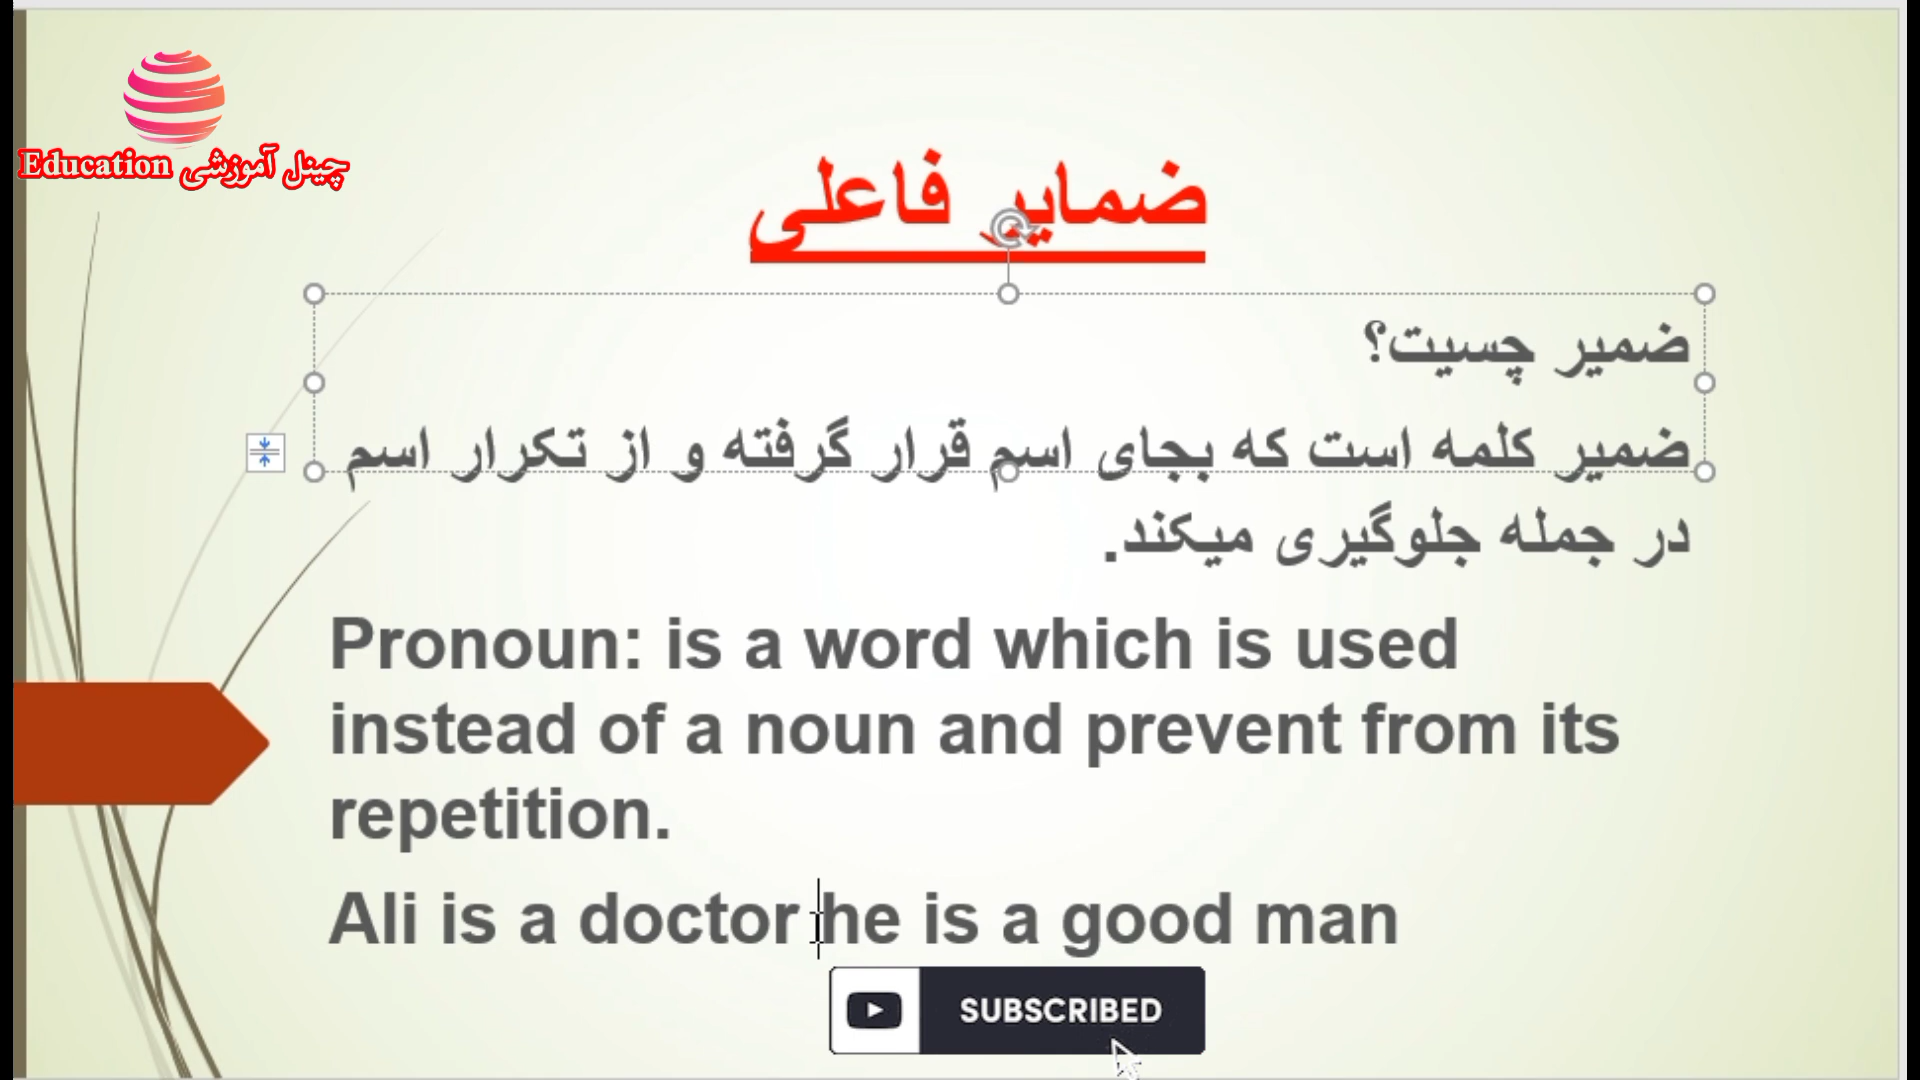 چینل آموزشی Education
ضمایر فاعلی
ضمیر چسیت؟
ضمیر کلمه است که بجای اسم قرار گرفته و از تکرار اسم
در جمله جلوگیری میکند.
Pronoun: is a word which is used
instead of a noun and prevent from its
repetition.
Ali is a doctor he is a good man
SUBSCRIBED